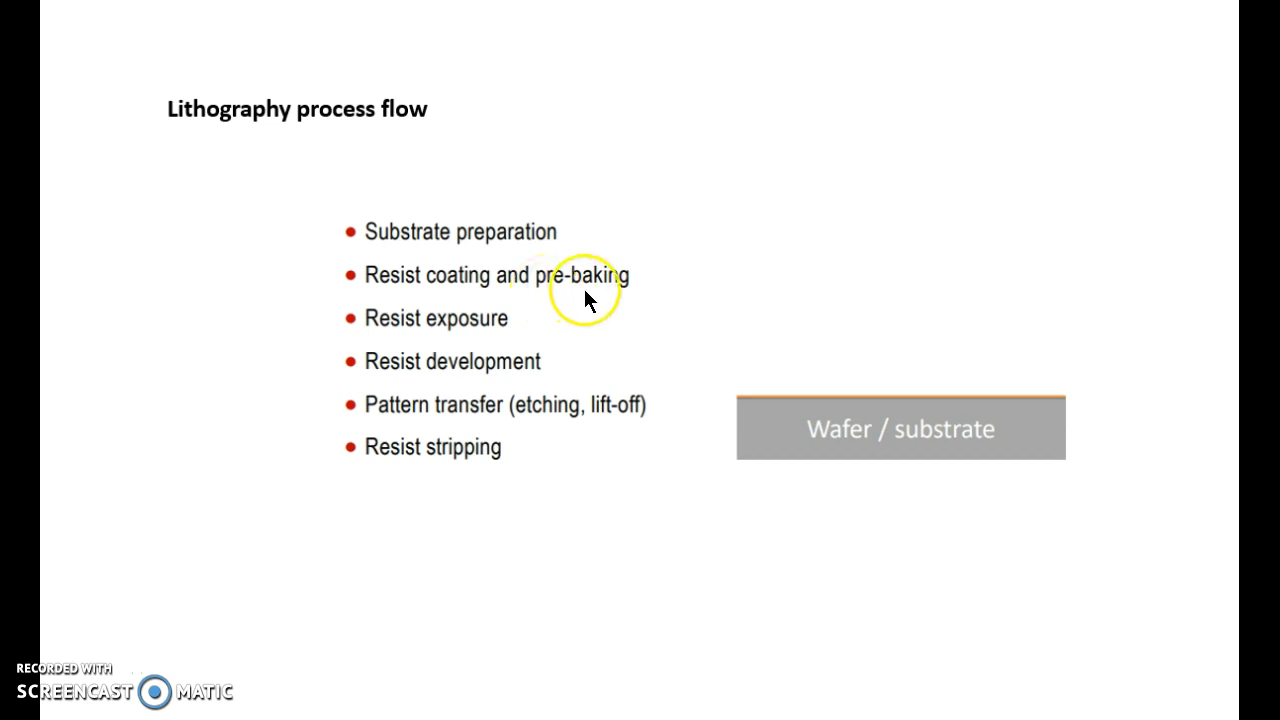 Lithography process flow
Substrate preparation
Resist coating and pre-baking
Resist exposure
Resist development
Pattern transfer (etching, lift-off)
Resist stripping
Wafer / substrate
RECORDED WITH
SCREENCAST MATIC